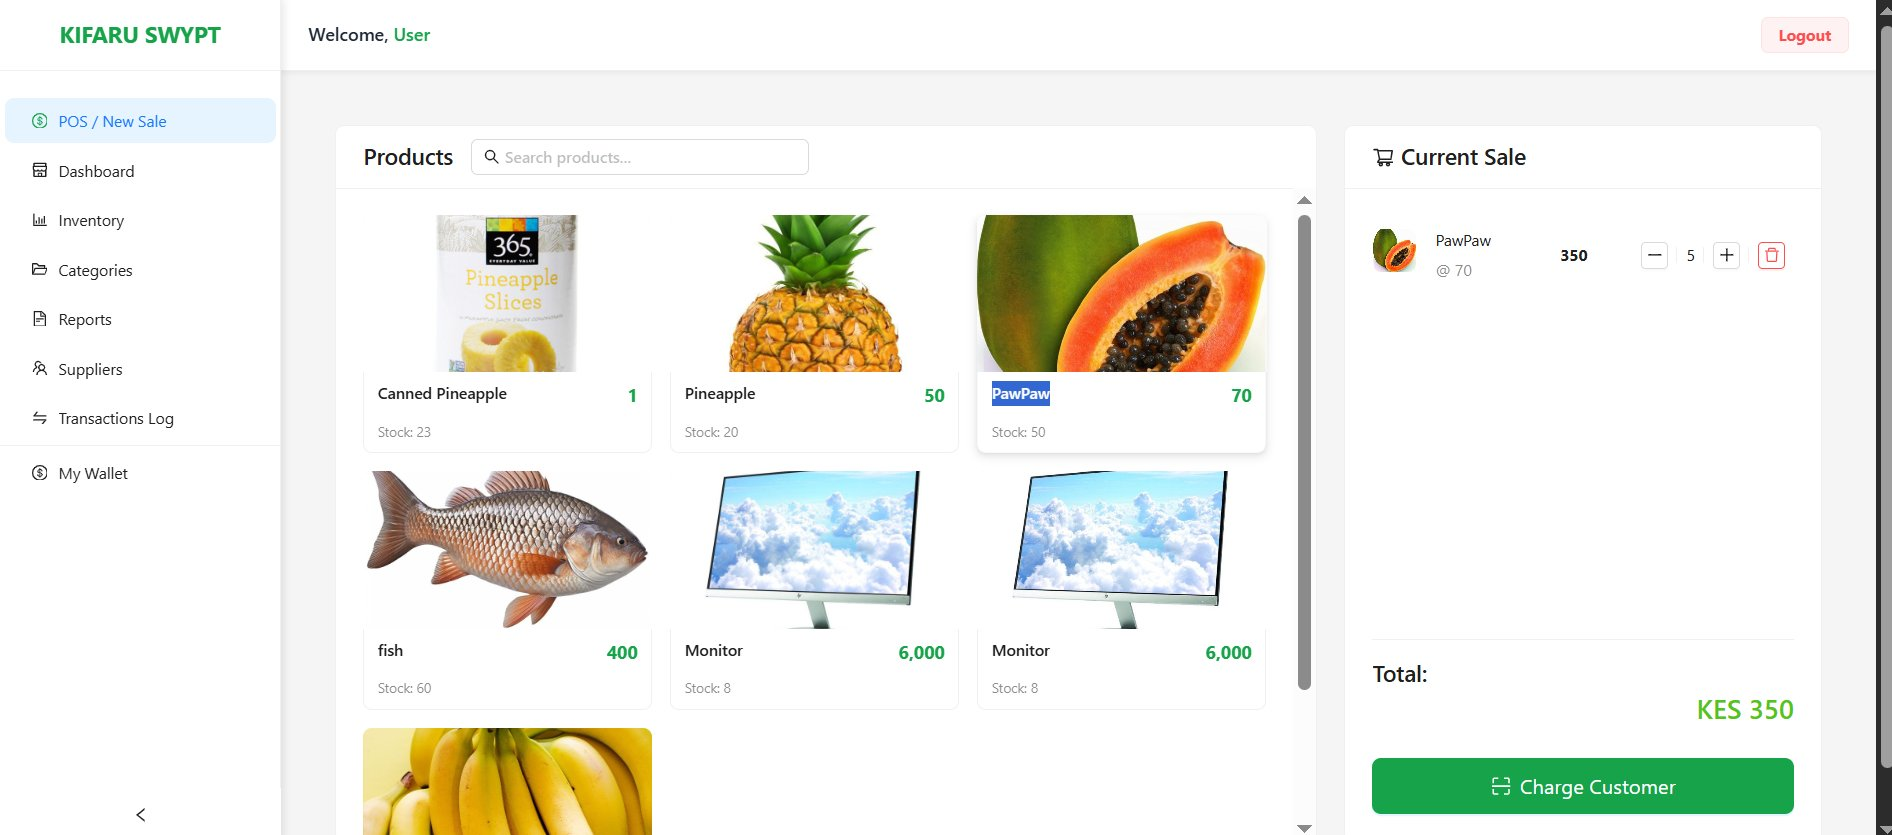 KIFARU SWYPT
Welcome, User
Logout
POS / New Sale
Dashboard
Inventory
Categories
Reports
Suppliers
Transactions Log
My Wallet
Products
Search products...
365
EVERYDAY VALUE
Pineapple
Slices
Canned Pineapple
1
Stock: 23
Pineapple
50
Stock: 20
PawPaw
70
Stock: 50
fish
400
Stock: 60
Monitor
6,000
Stock: 8
Monitor
6,000
Stock: 8
Current Sale
PawPaw
@ 70
350
5
Total:
KES 350
Charge Customer